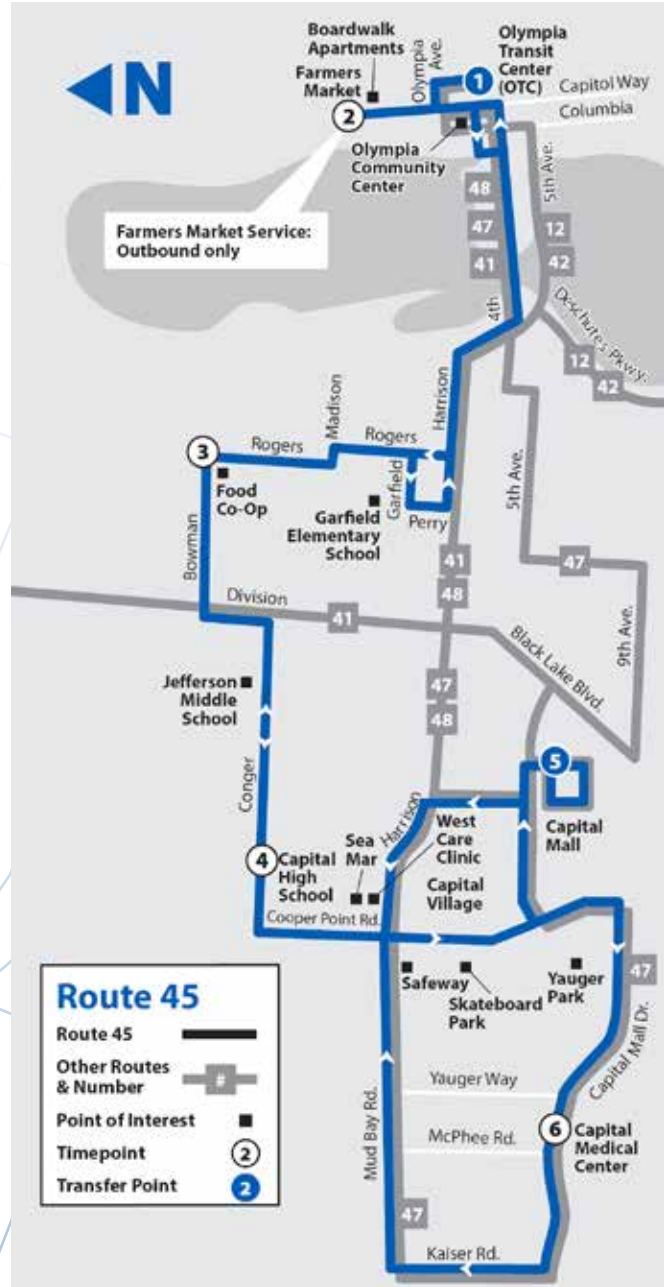 N
Boardwalk
Apartments
Farmers
Market
Olympia
Ave.
1
Olympia
Transit
Center
(OTC)
Capitol Way
Columbia
2
Olympia
Community
Center
5th Ave.
48
47
41
12
42
Farmers Market Service:
Outbound only
4th
Deschutes Pkwy.
12
42
Harrison
Madison
3
Rogers
Rogers
Garfield
Food
Co-Op
Garfield
Elementary
School
Perry
5th Ave.
Bowman
41
48
47
Division
41
9th Ave.
Black Lake Blvd.
Jefferson
Middle
School
47
48
5
Conger
Harrison
West
Care
Clinic
Capital
Mall
Sea
Mar
4
Capital
High
School
Capital
Village
Cooper Point Rd.
Safeway
Skateboard
Park
Yauger
Park
47
Capital Mall Dr.
Route 45
Route 45
Other Routes
& Number
#
Point of Interest
Timepoint
2
Transfer Point
2
Mud Bay Rd.
Yauger Way
McPhee Rd.
6
Capital
Medical
Center
47
Kaiser Rd.